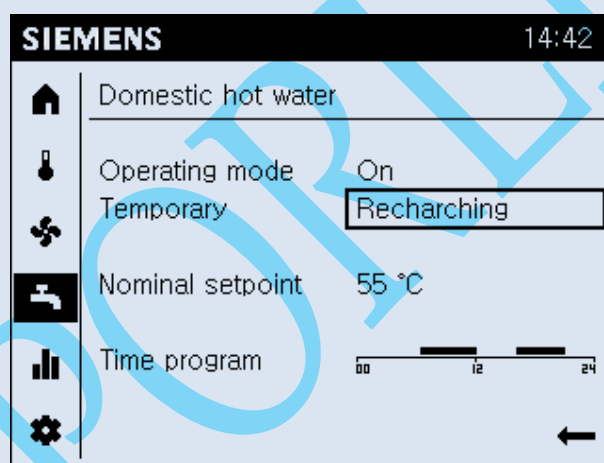 SIEMENS 14:42
Domestic hot water
Operating mode On
Temporary Recharching
Nominal setpoint 55 °C
Time program
00 12 24